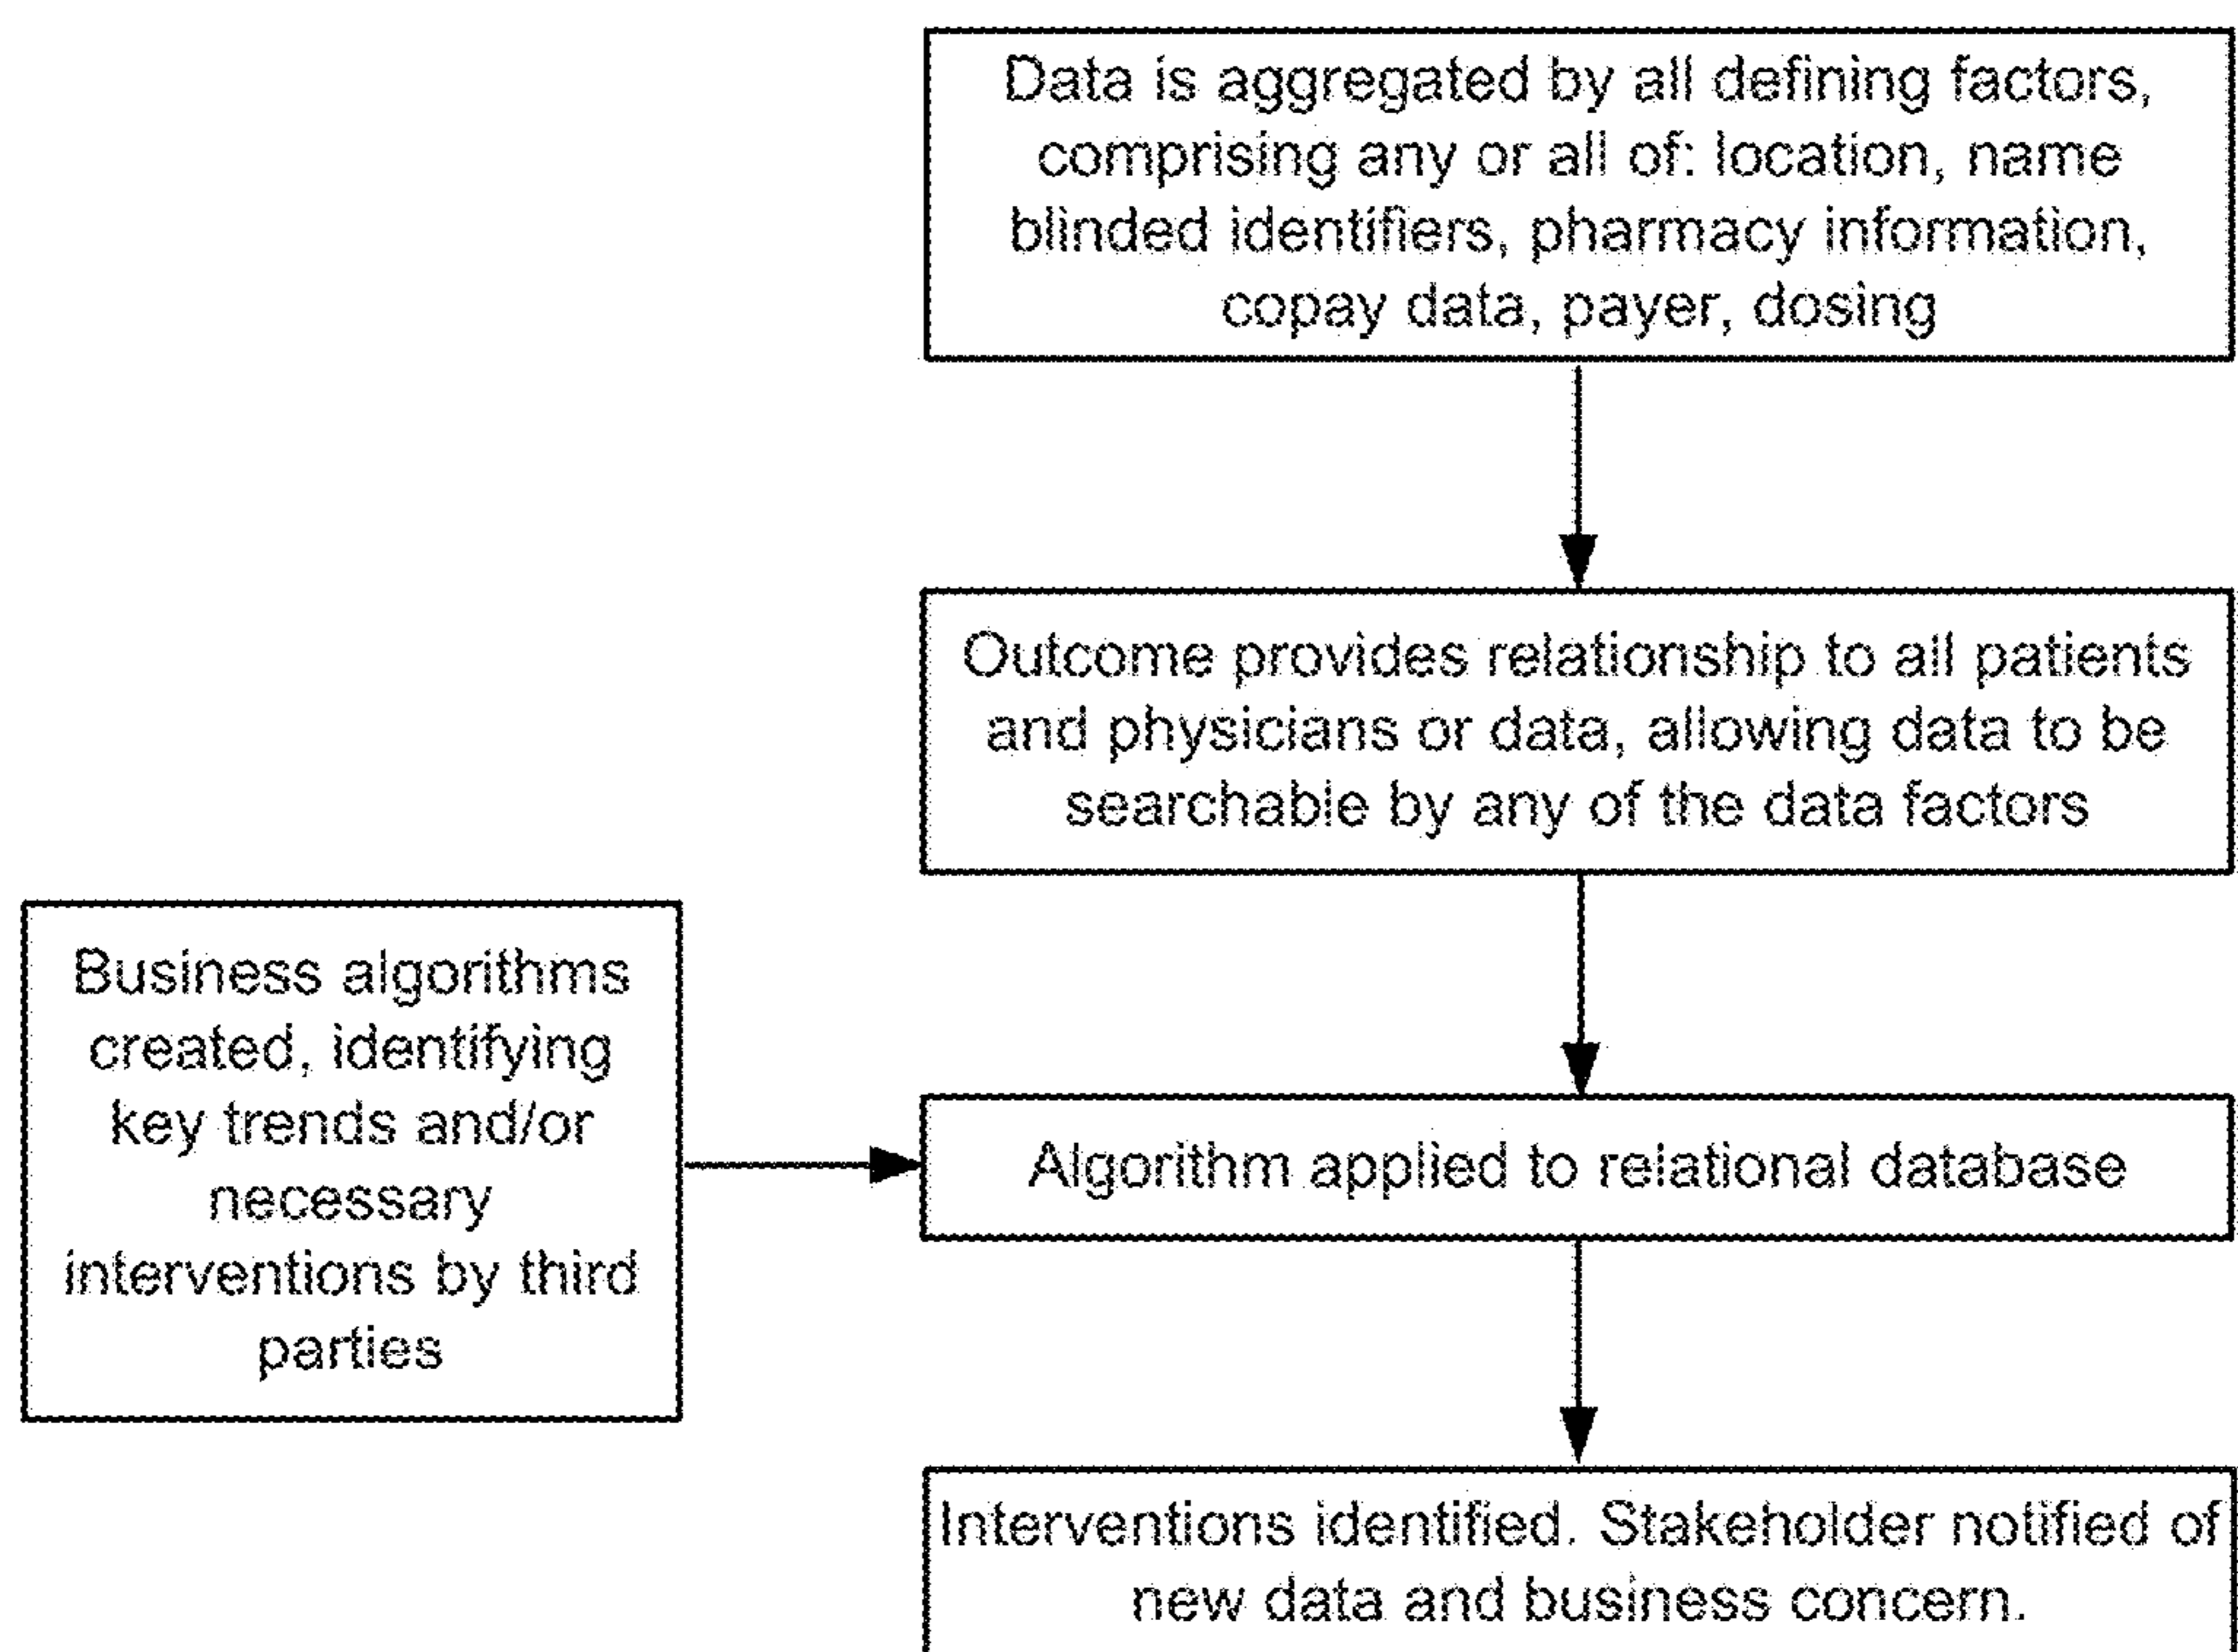 Data is aggregated by all defining factors,
comprising any or all of: location, name
blinded identifiers, pharmacy information,
copay data, payer, dosing
Outcome provides relationship to all patients
and physicians or data, allowing data to be
searchable by any of the data factors
Business algorithms
created, identifying
key trends and/or
necessary
interventions by third
parties
Algorithm applied to relational database
Interventions identified. Stakeholder notified of
new data and business concern.